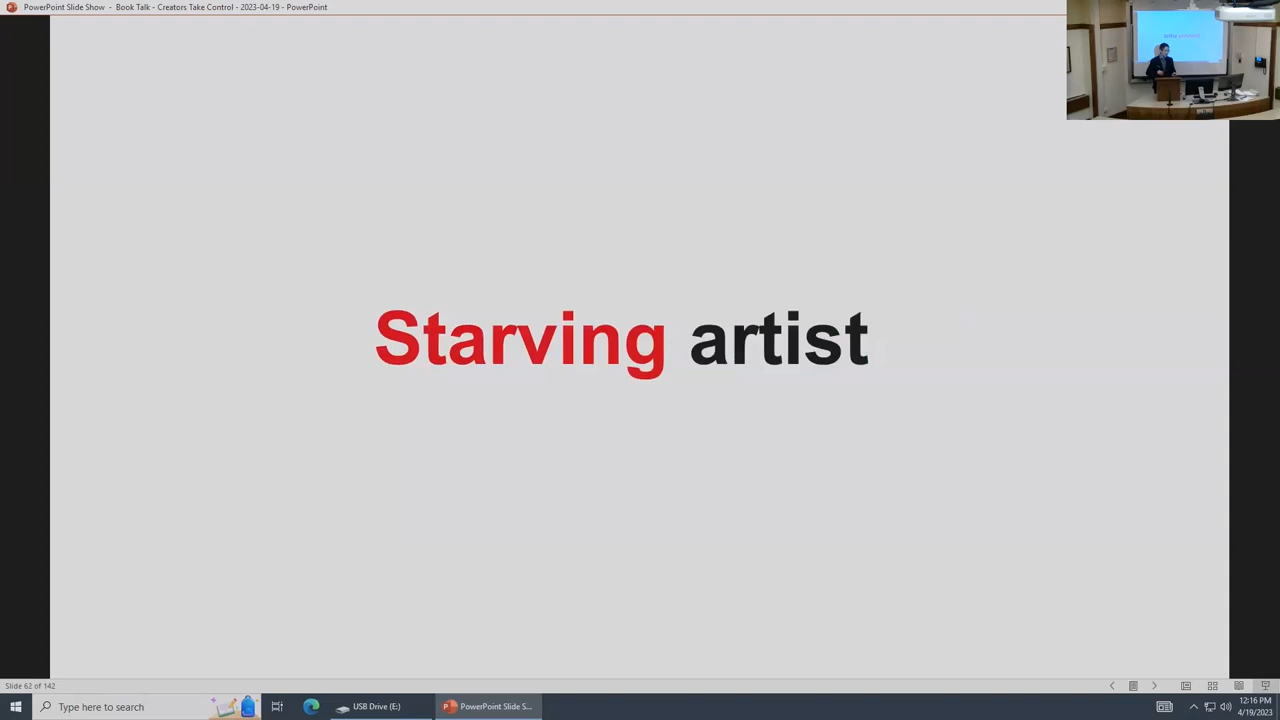 PowerPoint Slide Show - Book Talk - Creators Take Control - 2023-04-19 - PowerPoint
Starving artist
Slide 62 of 142
Type here to search
USB Drive (E:)
PowerPoint Slide S...
12:16 PM
4/19/2023